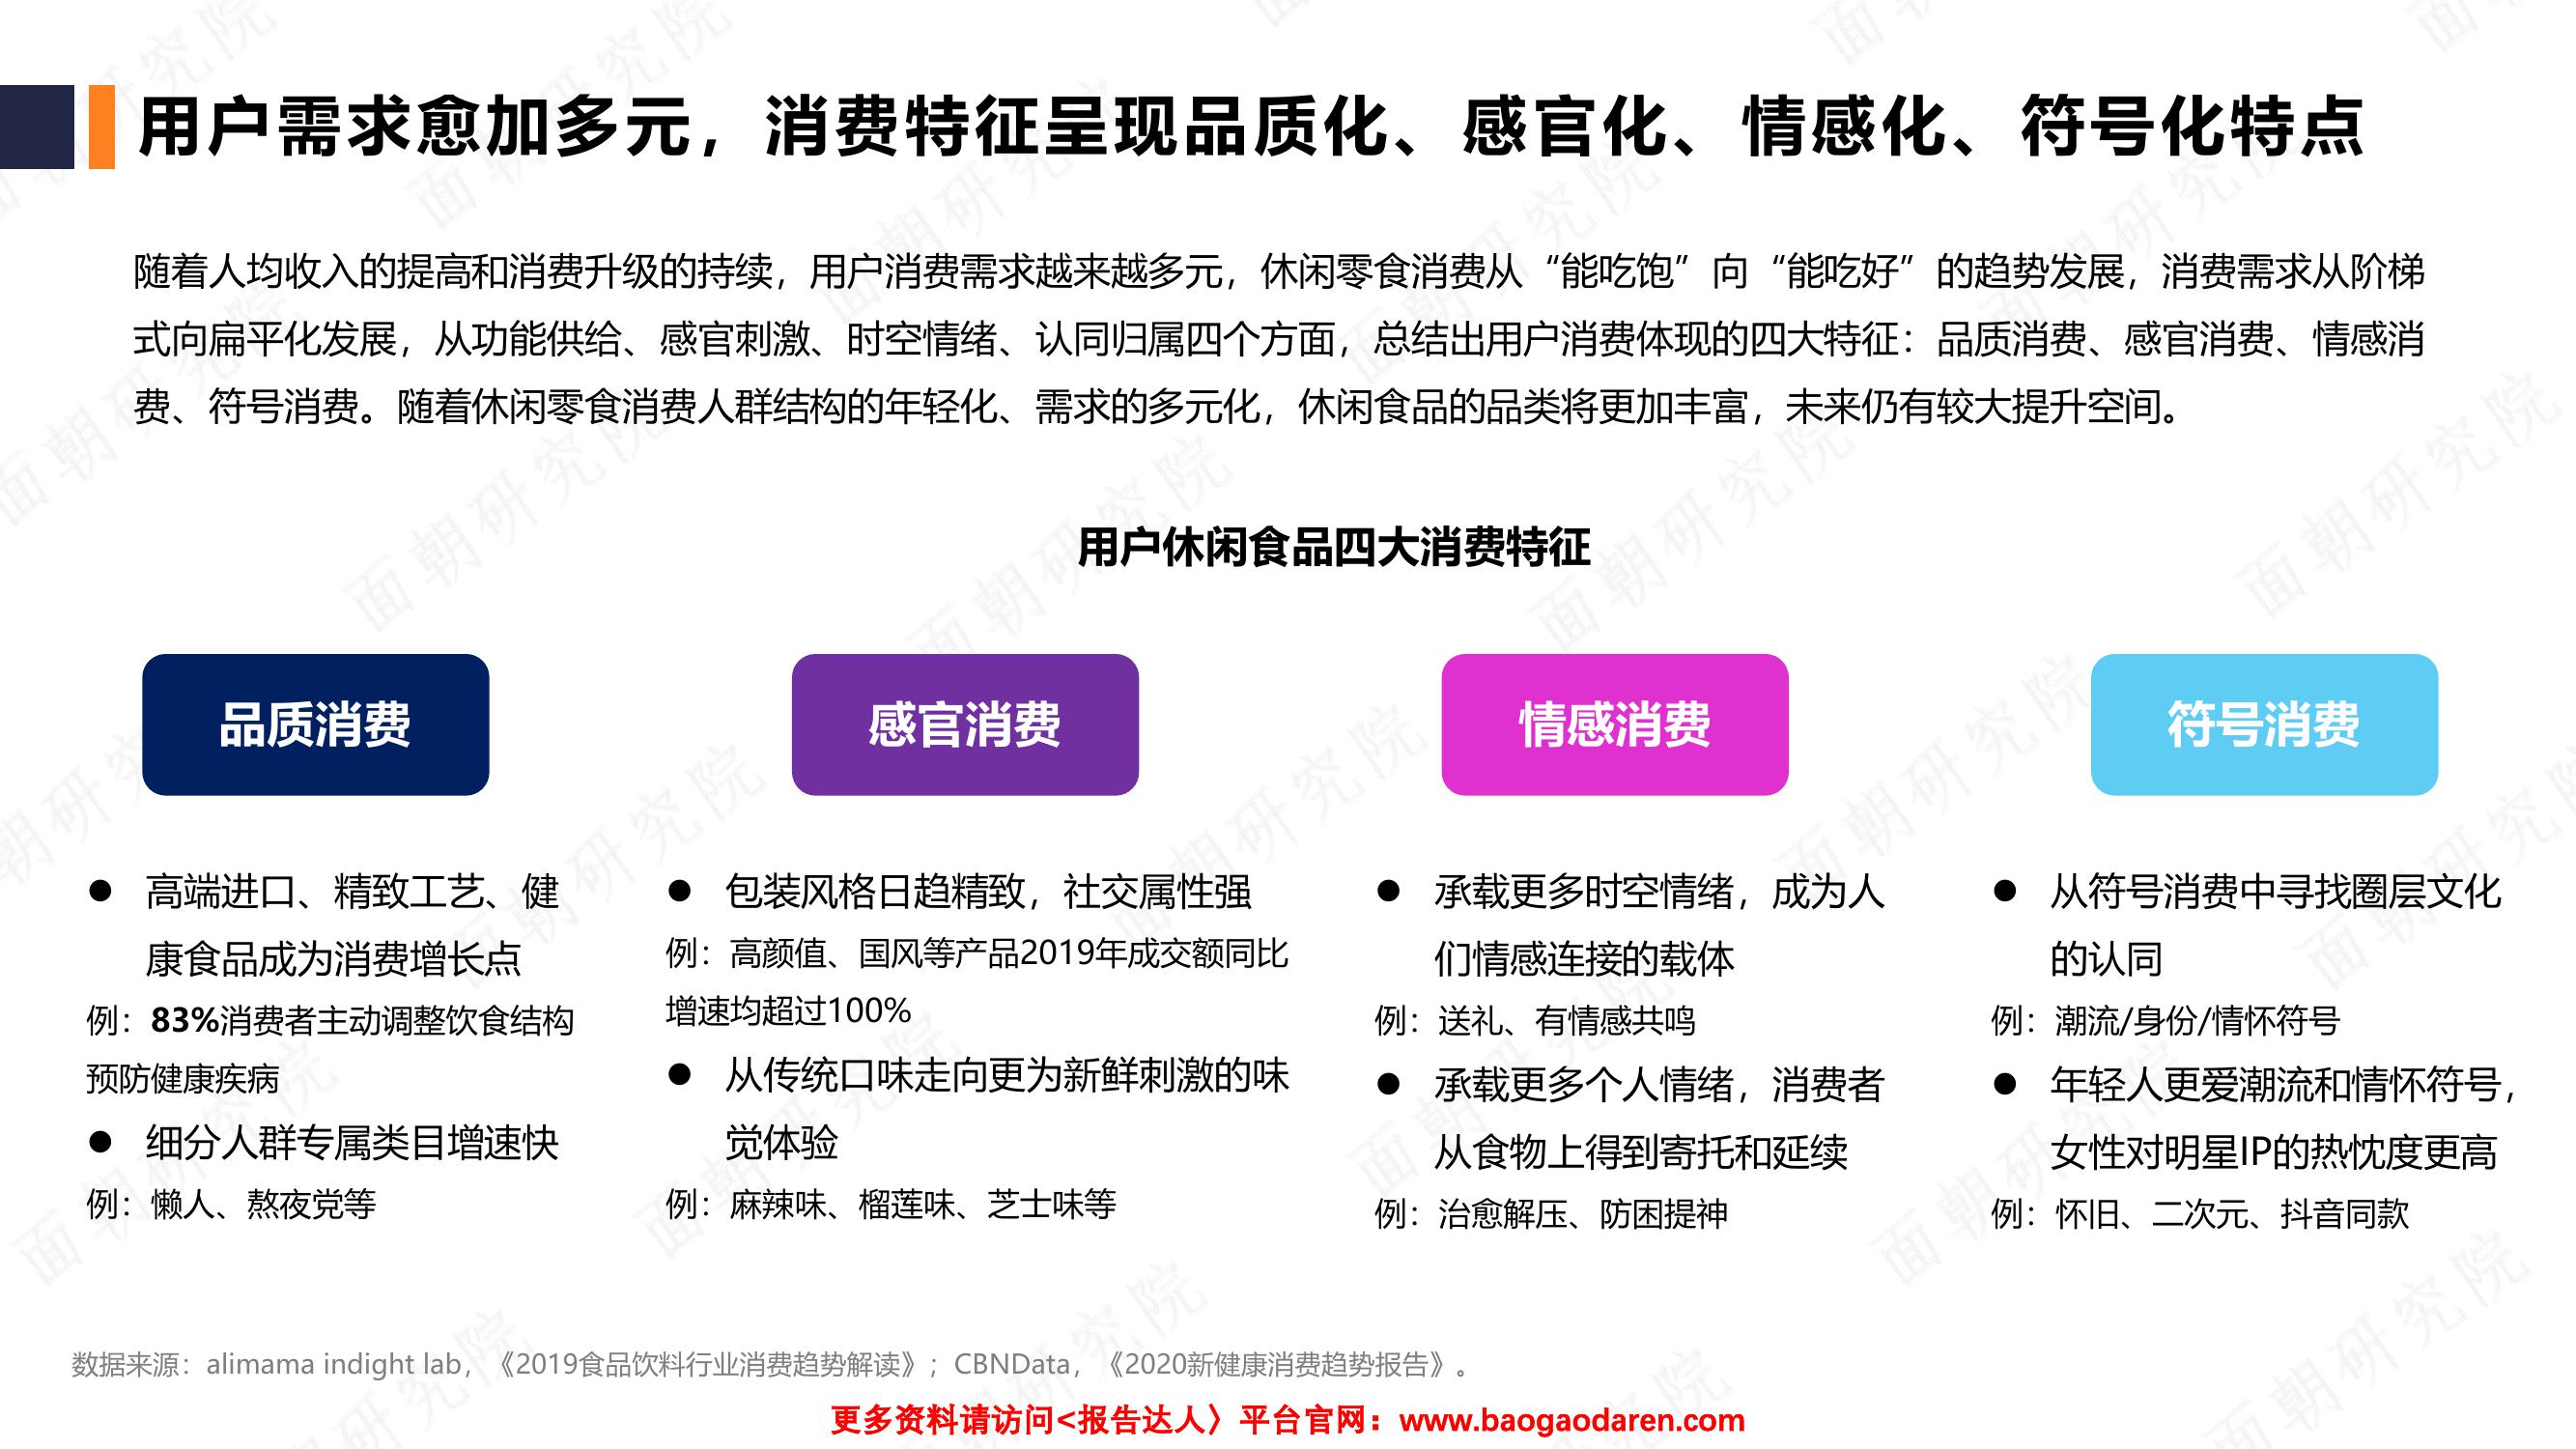 用户需求愈加多元，消费特征呈现品质化、感官化、情感化、符号化特点
随着人均收入的提高和消费升级的持续，用户消费需求越来越多元，休闲零食消费从“能吃饱”向“能吃好”的趋势发展，消费需求从阶梯
式向扁平化发展，从功能供给、感官刺激、时空情绪、认同归属四个方面，总结出用户消费体现的四大特征：品质消费、感官消费、情感消
费、符号消费。随着休闲零食消费人群结构的年轻化、需求的多元化，休闲食品的品类将更加丰富，未来仍有较大提升空间。
用户休闲食品四大消费特征
品质消费
● 高端进口、精致工艺、健
康食品成为消费增长点
例：83%消费者主动调整饮食结构
预防健康疾病
● 细分人群专属类目增速快
例：懒人、熬夜党等
感官消费
● 包装风格日趋精致，社交属性强
例：高颜值、国风等产品2019年成交额同比
增速均超过100%
● 从传统口味走向更为新鲜刺激的味
觉体验
例：麻辣味、榴莲味、芝士味等
情感消费
● 承载更多时空情绪，成为人
们情感连接的载体
例：送礼、有情感共鸣
● 承载更多个人情绪，消费者
从食物上得到寄托和延续
例：治愈解压、防困提神
符号消费
● 从符号消费中寻找圈层文化
的认同
例：潮流/身份/情怀符号
● 年轻人更爱潮流和情怀符号，
女性对明星IP的热忱度更高
例：怀旧、二次元、抖音同款
数据来源：alimama indight lab，《2019食品饮料行业消费趋势解读》；CBNData，《2020新健康消费趋势报告》。
更多资料请访问<报告达人〉平台官网：www.baogaodaren.com
面朝研究院